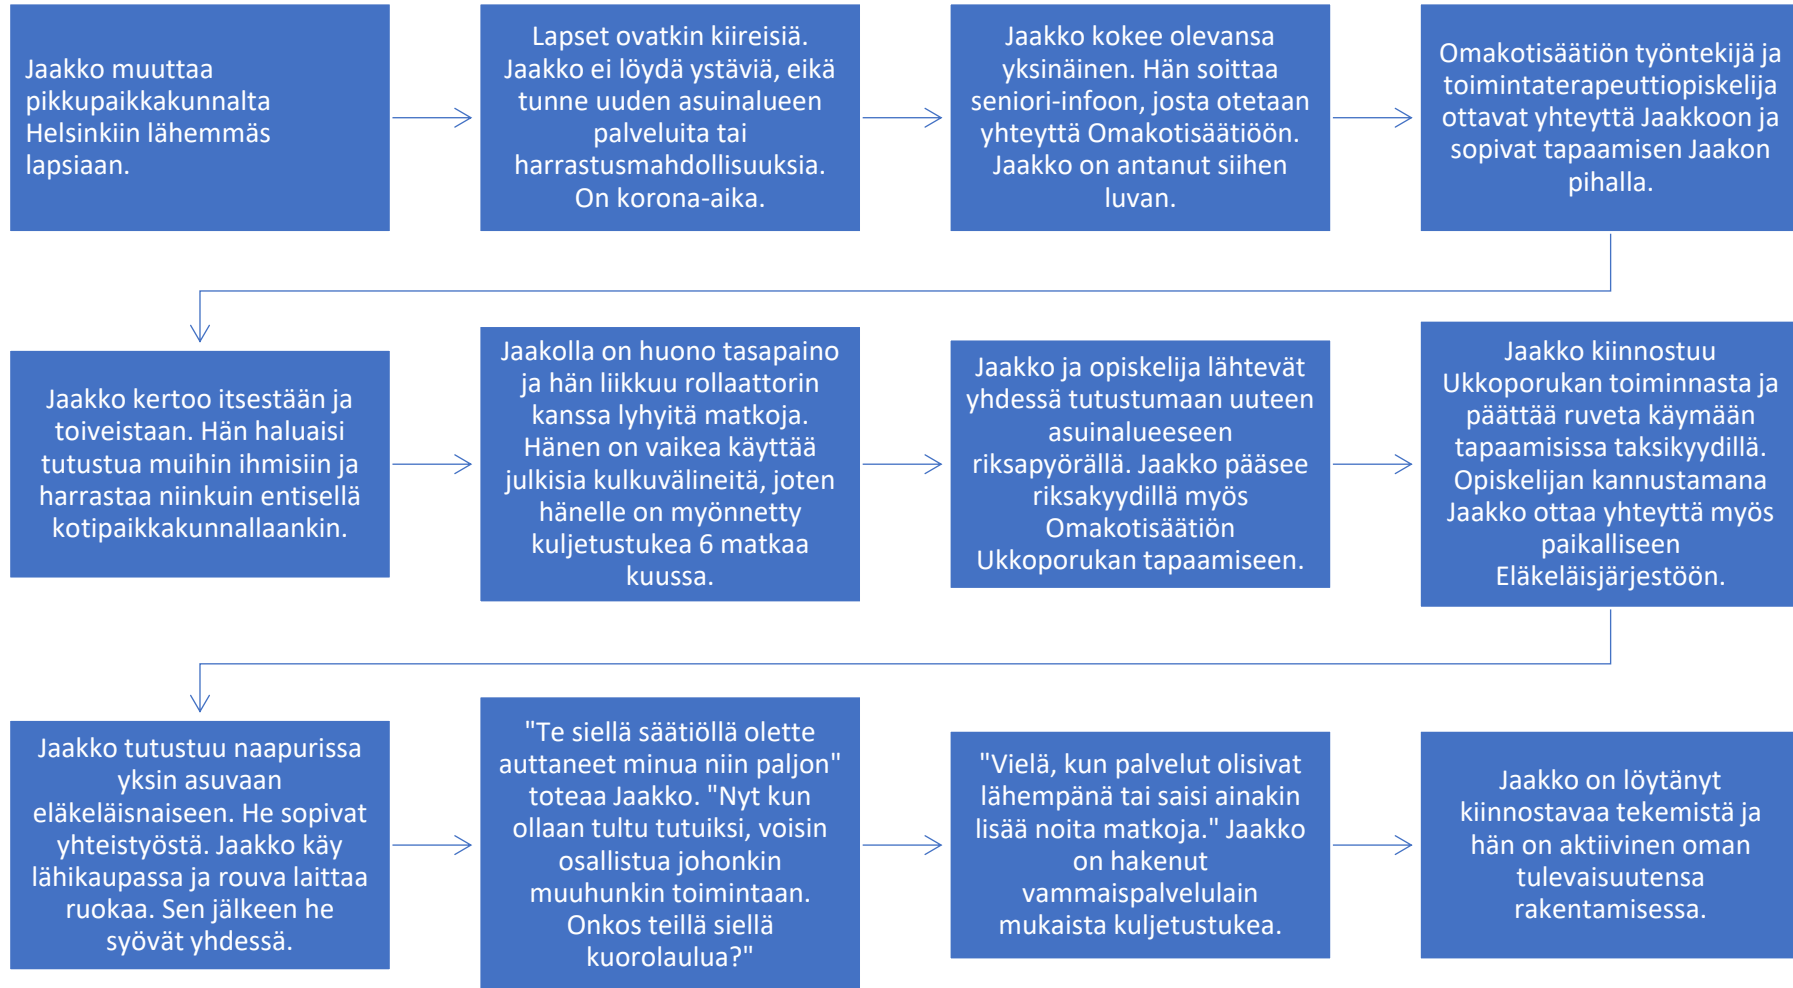 Jaakko muuttaa
pikkupaikkakunnalta
Helsinkiin lähemmäs
lapsiaan.
Lapset ovatkin kiireisiä.
Jaakko ei löydä ystäviä, eikä
tunne uuden asuinalueen
palveluita tai
harrastusmahdollisuuksia.
On korona-aika.
Jaakko kokee olevansa
yksinäinen. Hän soittaa
seniori-infoon, josta otetaan
yhteyttä Omakotisäätiöön.
Jaakko on antanut siihen
luvan.
Omakotisäätiön työntekijä ja
toimintaterapeuttiopiskelija
ottavat yhteyttä Jaakkoon ja
sopivat tapaamisen Jaakon
pihalla.
Jaakko kertoo itsestään ja
toiveistaan. Hän haluaisi
tutustua muihin ihmisiin ja
harrastaa niinkuin entisellä
kotipaikkakunnallaankin.
Jaakolla on huono tasapaino
ja hän liikkuu rollaattorin
kanssa lyhyitä matkoja.
Hänen on vaikea käyttää
julkisia kulkuvälineitä, joten
hänelle on myönnetty
kuljetustukea 6 matkaa
kuussa.
Jaakko ja opiskelija lähtevät
yhdessä tutustumaan uuteen
asuinalueeseen
riksapyörällä. Jaakko pääsee
riksakyydillä myös
Omakotisäätiön
Ukkoporukan tapaamiseen.
Jaakko kiinnostuu
Ukkoporukan toiminnasta ja
päättää ruveta käymään
tapaamisissa taksikyydillä.
Opiskelijan kannustamana
Jaakko ottaa yhteyttä myös
paikalliseen
Eläkeläisjärjestöön.
Jaakko tutustuu naapurissa
yksin asuvaan
eläkeläisnaiseen. He sopivat
yhteistyöstä. Jaakko käy
lähikaupassa ja rouva laittaa
ruokaa. Sen jälkeen he
syövät yhdessä.
"Te siellä säätiöllä olette
auttaneet minua niin paljon"
toteaa Jaakko. "Nyt kun
ollaan tultu tutuiksi, voisin
osallistua johonkin
muuhunkin toimintaan.
Onkos teillä siellä
kuorolaulua?"
"Vielä, kun palvelut olisivat
lähempänä tai saisi ainakin
lisää noita matkoja." Jaakko
on hakenut
vammaispalvelulain
mukaista kuljetustukea.
Jaakko on löytänyt
kiinnostavaa tekemistä ja
hän on aktiivinen oman
tulevaisuutensa
rakentamisessa.